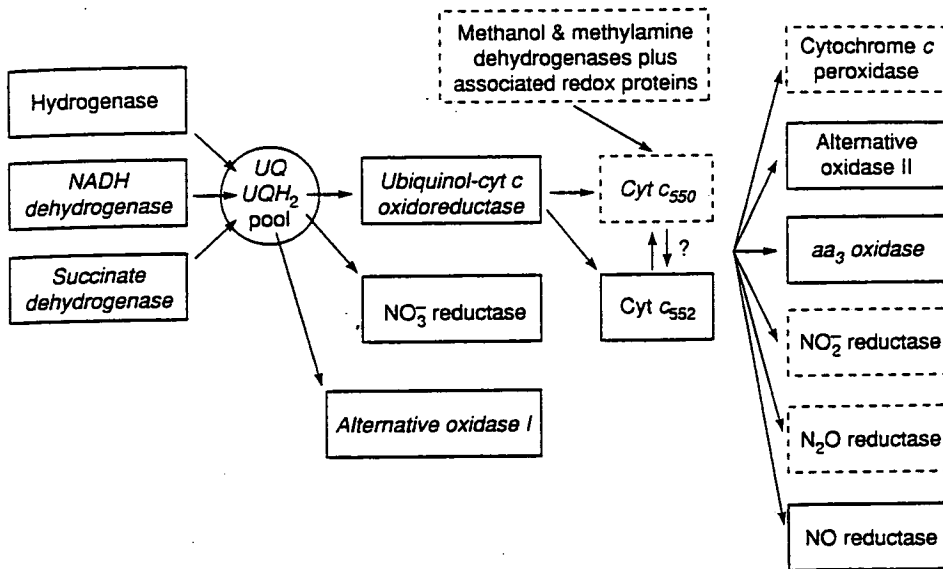 Methanol & methylamine
dehydrogenases plus
associated redox proteins
Cytochrome c
peroxidase
Hydrogenase
Alternative
oxidase II
NADH
dehydrogenase
UQ
UQH₂
pool
Ubiquinol-cyt c
oxidoreductase
Cyt c₅₅₀
aa₃ oxidase
Succinate
dehydrogenase
?
NO₃⁻ reductase
Cyt c₅₅₂
NO₂⁻ reductase
Alternative oxidase I
N₂O reductase
NO reductase